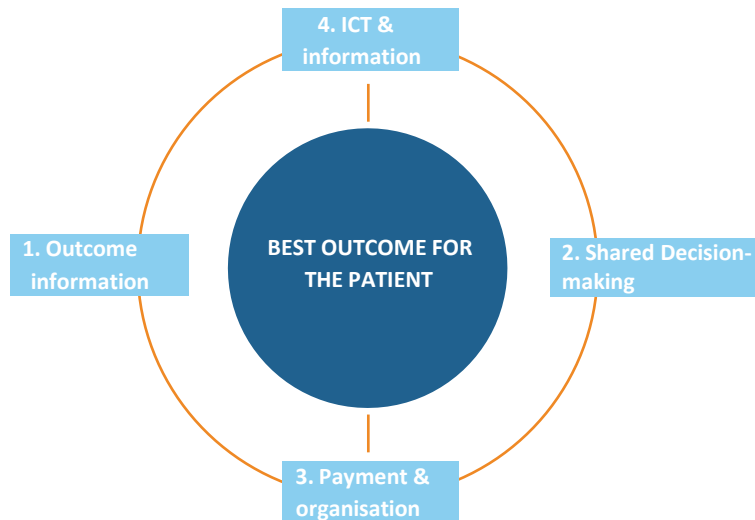 4. ICT &
information
1. Outcome
information
BEST OUTCOME FOR
THE PATIENT
2. Shared Decision-
making
3. Payment &
organisation